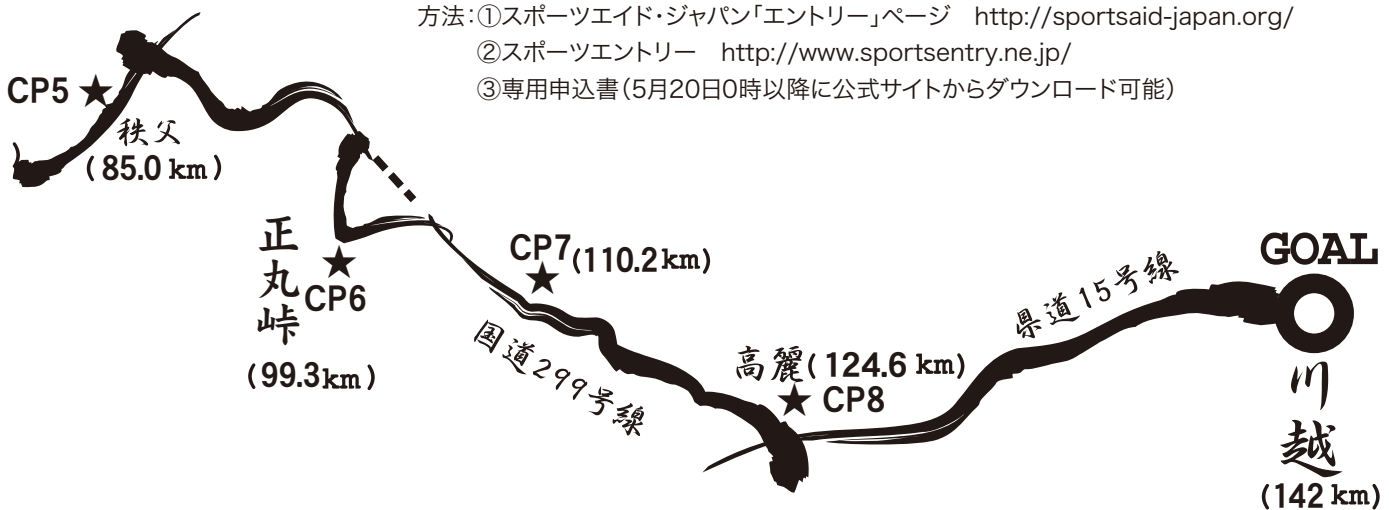 方法:①スポーツエイド・ジャパン「エントリー」ページ　http://sportsaid-japan.org/
②スポーツエントリー　http://www.sportsentry.ne.jp/
③専用申込書(5月20日0時以降に公式サイトからダウンロード可能)
CP5 ★
秩父
(85.0 km)
正丸峠
★
CP6
(99.3km)
CP7 (110.2km)
★
国道299号線
高麗(124.6 km)
★ CP8
県道15号線
GOAL
川越
(142 km)